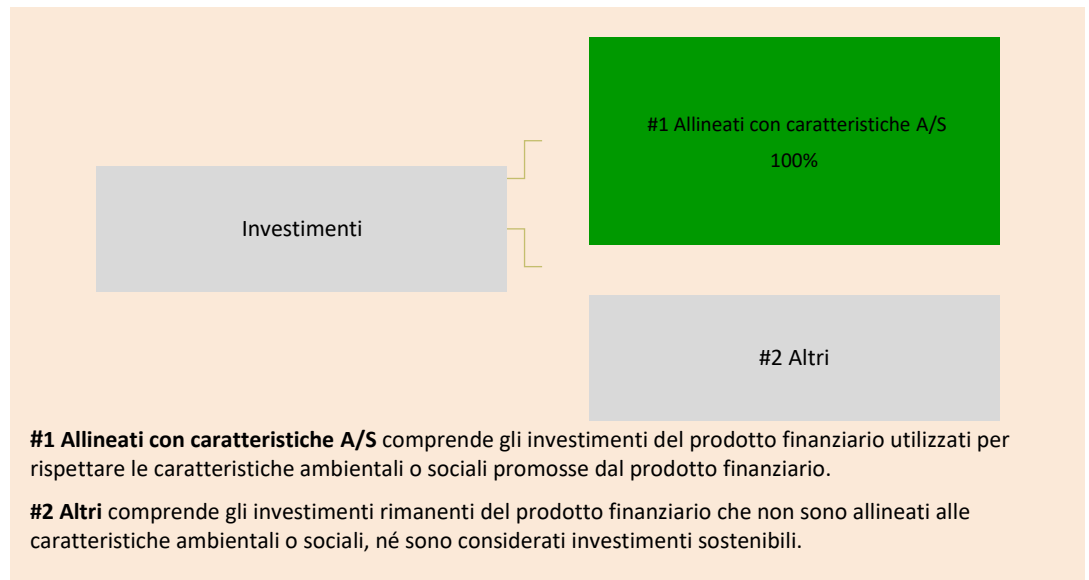 #1 Allineati con caratteristiche A/S
100%
Investimenti
#2 Altri
#1 Allineati con caratteristiche A/S comprende gli investimenti del prodotto finanziario utilizzati per
rispettare le caratteristiche ambientali o sociali promosse dal prodotto finanziario.
#2 Altri comprende gli investimenti rimanenti del prodotto finanziario che non sono allineati alle
caratteristiche ambientali o sociali, né sono considerati investimenti sostenibili.